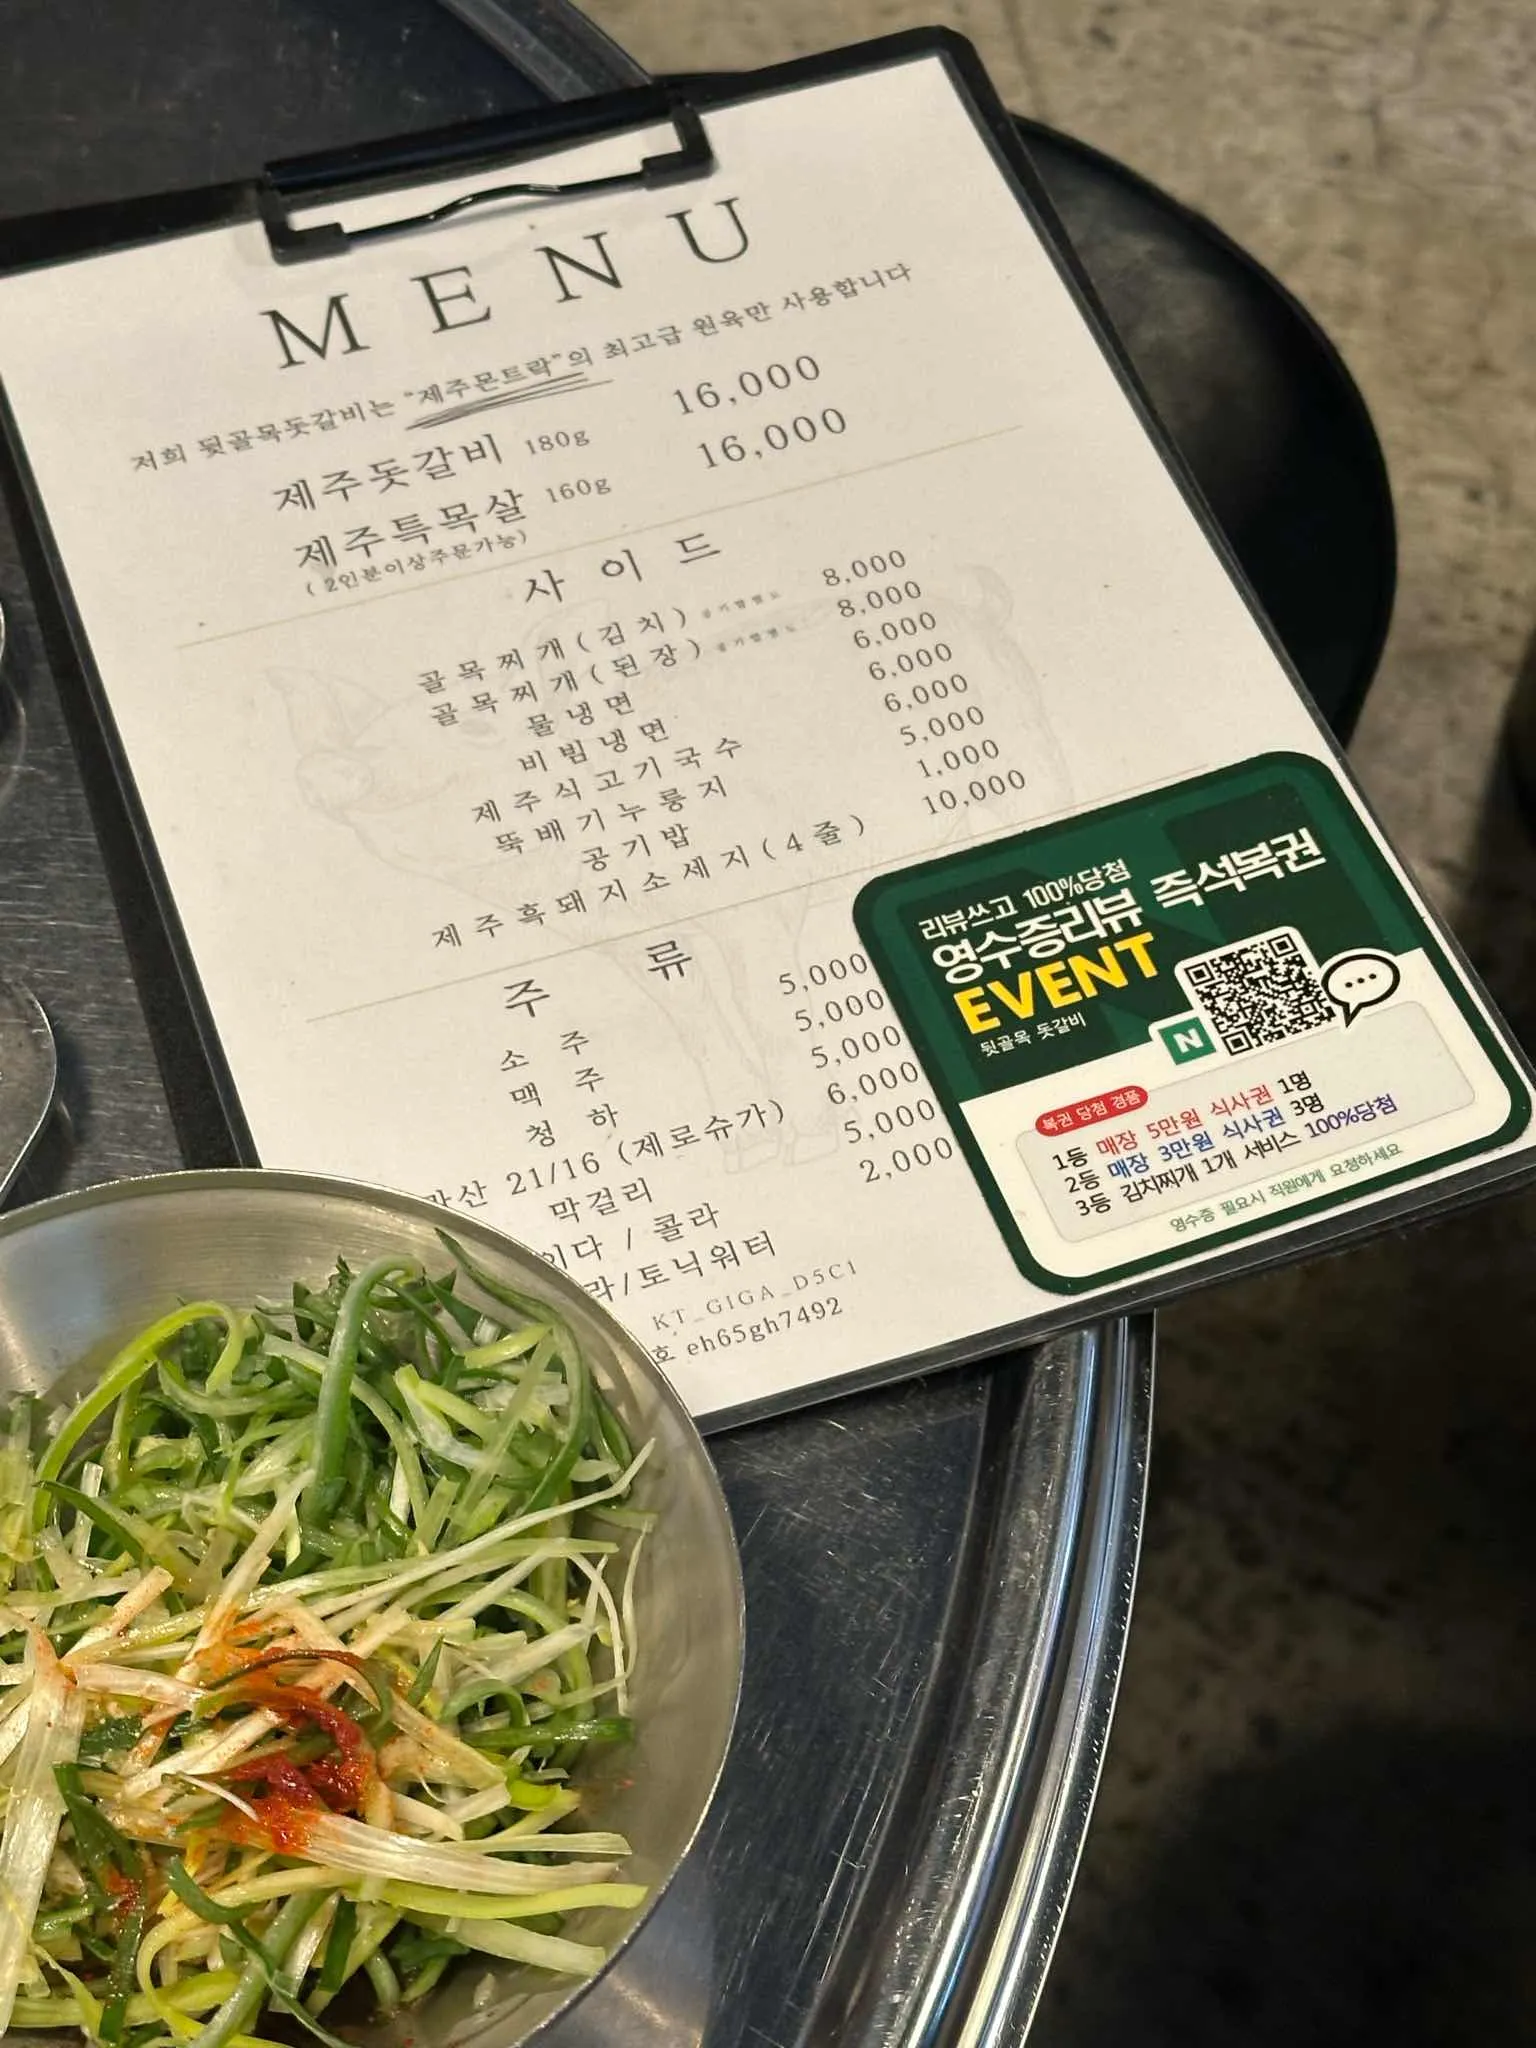 MENU
저희 뒷골목돗갈비는 "제주몬트락"의 최고급 원육만 사용합니다
제주돗갈비 180g 16,000
제주특목살 160g 16,000
(2인분이상주문가능)
사이드
골목찌개(김치) 공기밥별도 8,000
골목찌개(된장) 공기밥별도 8,000
물냉면 6,000
비빔냉면 6,000
제주식고기국수 6,000
뚝배기누룽지 5,000
공기밥 1,000
제주흑돼지소세지(4줄) 10,000
주류
소주 5,000
맥주 5,000
청하 5,000
21/16 (제로슈가) 6,000
막걸리 5,000
/ 콜라 2,000
/토닉워터
KT_GIGA_D5C1
eh65gh7492
리뷰쓰고 100%당첨
영수증리뷰 즉석복권
EVENT
뒷골목 돗갈비
N
복권 당첨 경품
1등 매장 5만원 식사권 1명
2등 매장 3만원 식사권 3명
3등 김치찌개 1개 서비스 100%당첨
영수증 필요시 직원에게 요청하세요